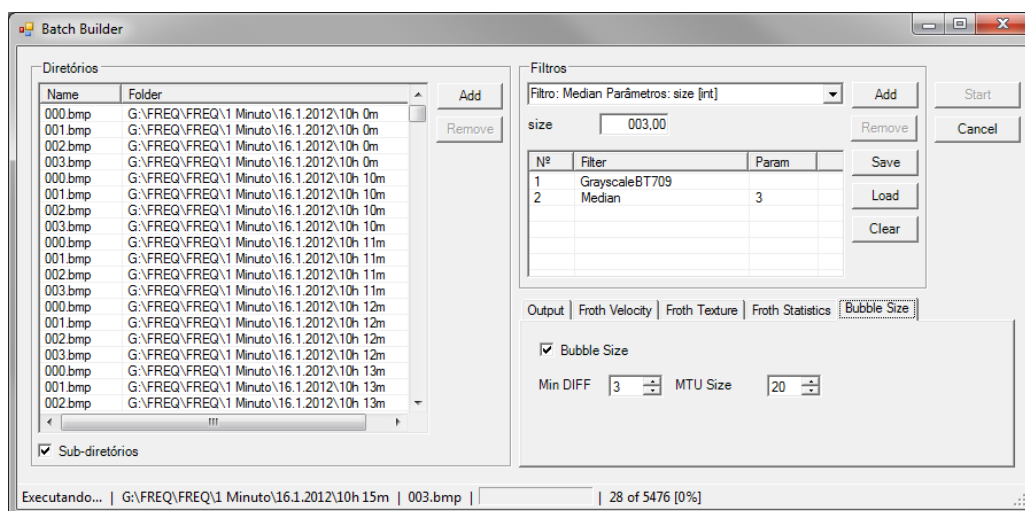 Batch Builder
Diretórios
Name Folder
000.bmp G:\FREQ\FREQ\1 Minuto\16.1.2012\10h 0m
001.bmp G:\FREQ\FREQ\1 Minuto\16.1.2012\10h 0m
002.bmp G:\FREQ\FREQ\1 Minuto\16.1.2012\10h 0m
003.bmp G:\FREQ\FREQ\1 Minuto\16.1.2012\10h 0m
000.bmp G:\FREQ\FREQ\1 Minuto\16.1.2012\10h 10m
001.bmp G:\FREQ\FREQ\1 Minuto\16.1.2012\10h 10m
002.bmp G:\FREQ\FREQ\1 Minuto\16.1.2012\10h 10m
003.bmp G:\FREQ\FREQ\1 Minuto\16.1.2012\10h 10m
000.bmp G:\FREQ\FREQ\1 Minuto\16.1.2012\10h 11m
001.bmp G:\FREQ\FREQ\1 Minuto\16.1.2012\10h 11m
002.bmp G:\FREQ\FREQ\1 Minuto\16.1.2012\10h 11m
003.bmp G:\FREQ\FREQ\1 Minuto\16.1.2012\10h 11m
000.bmp G:\FREQ\FREQ\1 Minuto\16.1.2012\10h 12m
001.bmp G:\FREQ\FREQ\1 Minuto\16.1.2012\10h 12m
002.bmp G:\FREQ\FREQ\1 Minuto\16.1.2012\10h 12m
003.bmp G:\FREQ\FREQ\1 Minuto\16.1.2012\10h 12m
000.bmp G:\FREQ\FREQ\1 Minuto\16.1.2012\10h 13m
001.bmp G:\FREQ\FREQ\1 Minuto\16.1.2012\10h 13m
002.bmp G:\FREQ\FREQ\1 Minuto\16.1.2012\10h 13m
Add
Remove
Sub-diretórios
Filtros
Filtro: Median Parâmetros: size [int]
size 003,00
Nº Filter Param
1 GrayscaleBT709
2 Median 3
Add
Remove
Save
Load
Clear
Start
Cancel
Output Froth Velocity Froth Texture Froth Statistics Bubble Size
Bubble Size
Min DIFF 3 MTU Size 20
Executando... | G:\FREQ\FREQ\1 Minuto\16.1.2012\10h 15m | 003.bmp | | 28 of 5476 [0%]